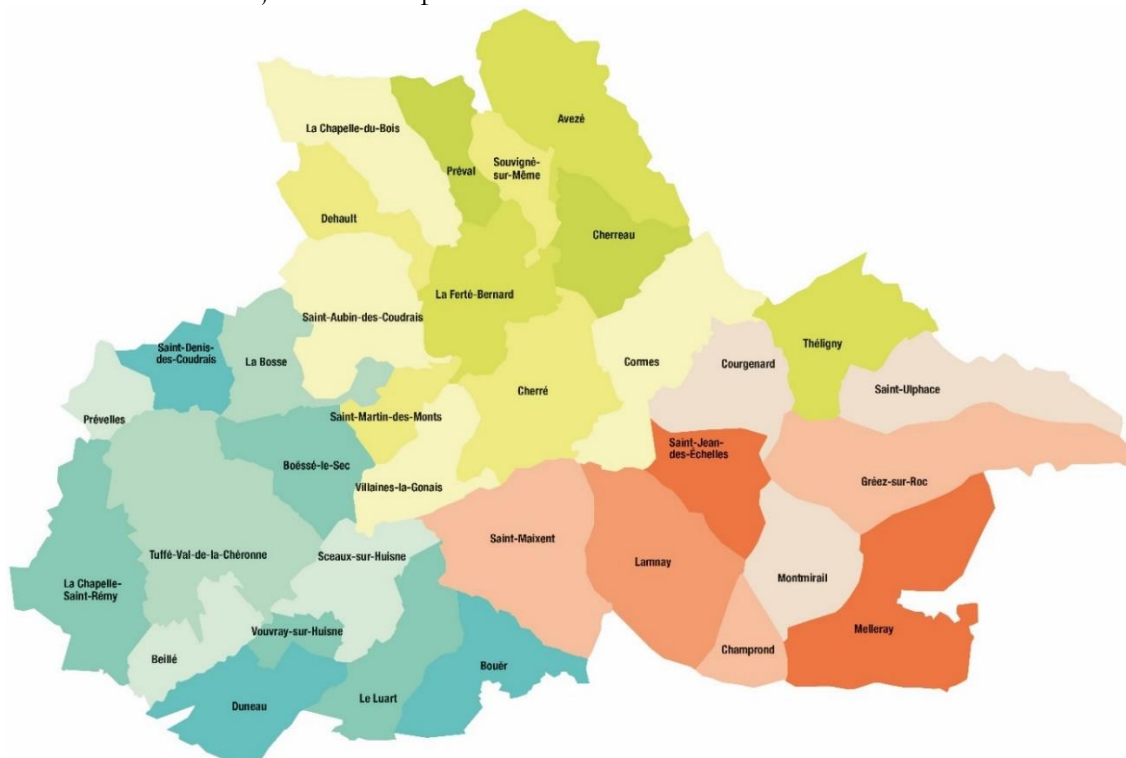 Avezé
La Chapelle-du-Bois
Souvigné-
sur-Même
Préval
Dehault
Cherreau
La Ferté-Bernard
Saint-Aubin-des-Coudrais
Saint-Denis-
des-Coudrais
La Bosse
Cormes
Courgenard
Théligny
Saint-Ulphace
Cherré
Prévelles
Saint-Martin-des-Monts
Saint-Jean-
des-Échelles
Boëssé-le-Sec
Villaines-la-Gonais
Gréez-sur-Roc
Saint-Maixent
Tuffé-Val-de-la-Chéronne
Sceaux-sur-Huisne
Lamnay
Montmirail
La Chapelle-
Saint-Rémy
Vouvray-sur-Huisne
Melleray
Champrond
Beillé
Bouër
Le Luart
Duneau